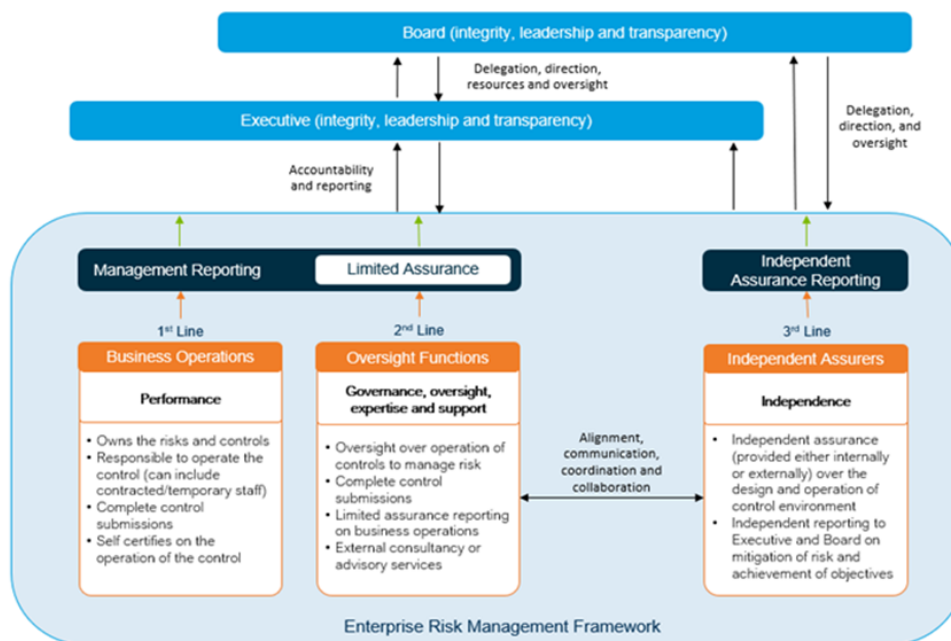 Board (integrity, leadership and transparency)
Delegation, direction,
resources and oversight
Executive (integrity, leadership and transparency)
Delegation,
direction, and
oversight
Accountability
and reporting
Management Reporting
Limited Assurance
Independent
Assurance Reporting
1st Line
2nd Line
3rd Line
Business Operations
Performance
• Owns the risks and controls
• Responsible to operate the
control (can include
contracted/temporary staff)
• Complete control
submissions
• Self certifies on the
operation of the control
Oversight Functions
Governance, oversight,
expertise and support
• Oversight over operation of
controls to manage risk
• Complete control
submissions
• Limited assurance reporting
on business operations
• External consultancy or
advisory services
Alignment,
communication,
coordination and
collaboration
Independent Assurers
Independence
• Independent assurance
(provided either internally
or externally) over the
design and operation of
control environment
• Independent reporting to
Executive and Board on
mitigation of risk and
achievement of objectives
Enterprise Risk Management Framework